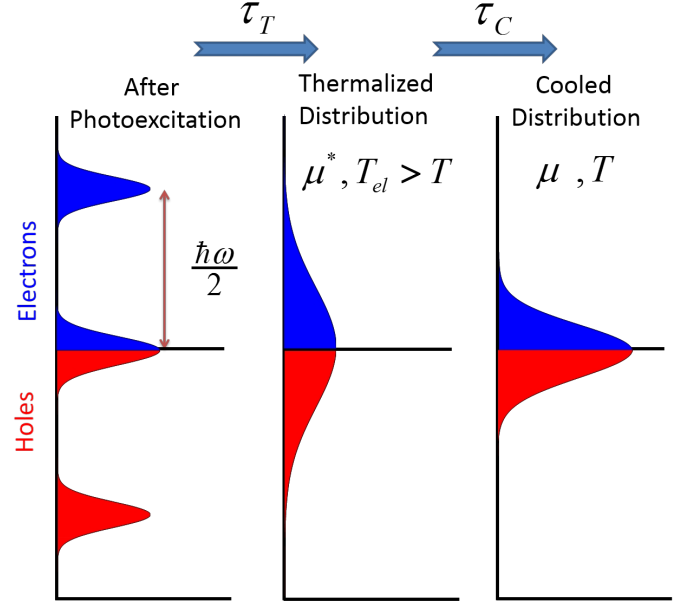 τ_T
τ_C
After
Photoexcitation
Thermalized
Distribution
Cooled
Distribution
μ*, T_el > T
μ , T
ħω
2
Electrons
Holes